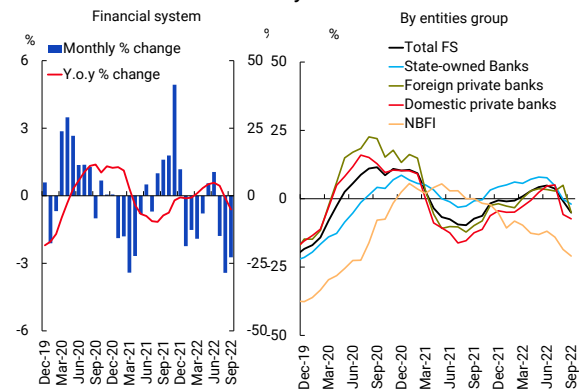 Financial system
By entities group
%
%
%
Monthly % change
Y.o.y % change
6
3
0
-3
-6
50
25
0
-25
-50
Dec-19
Mar-20
Jun-20
Sep-20
Dec-20
Mar-21
Jun-21
Sep-21
Dec-21
Mar-22
Jun-22
Sep-22
Total FS
State-owned Banks
Foreign private banks
Domestic private banks
NBFI
50
25
0
-25
-50
Dec-19
Mar-20
Jun-20
Sep-20
Dec-20
Mar-21
Jun-21
Sep-21
Dec-21
Mar-22
Jun-22
Sep-22